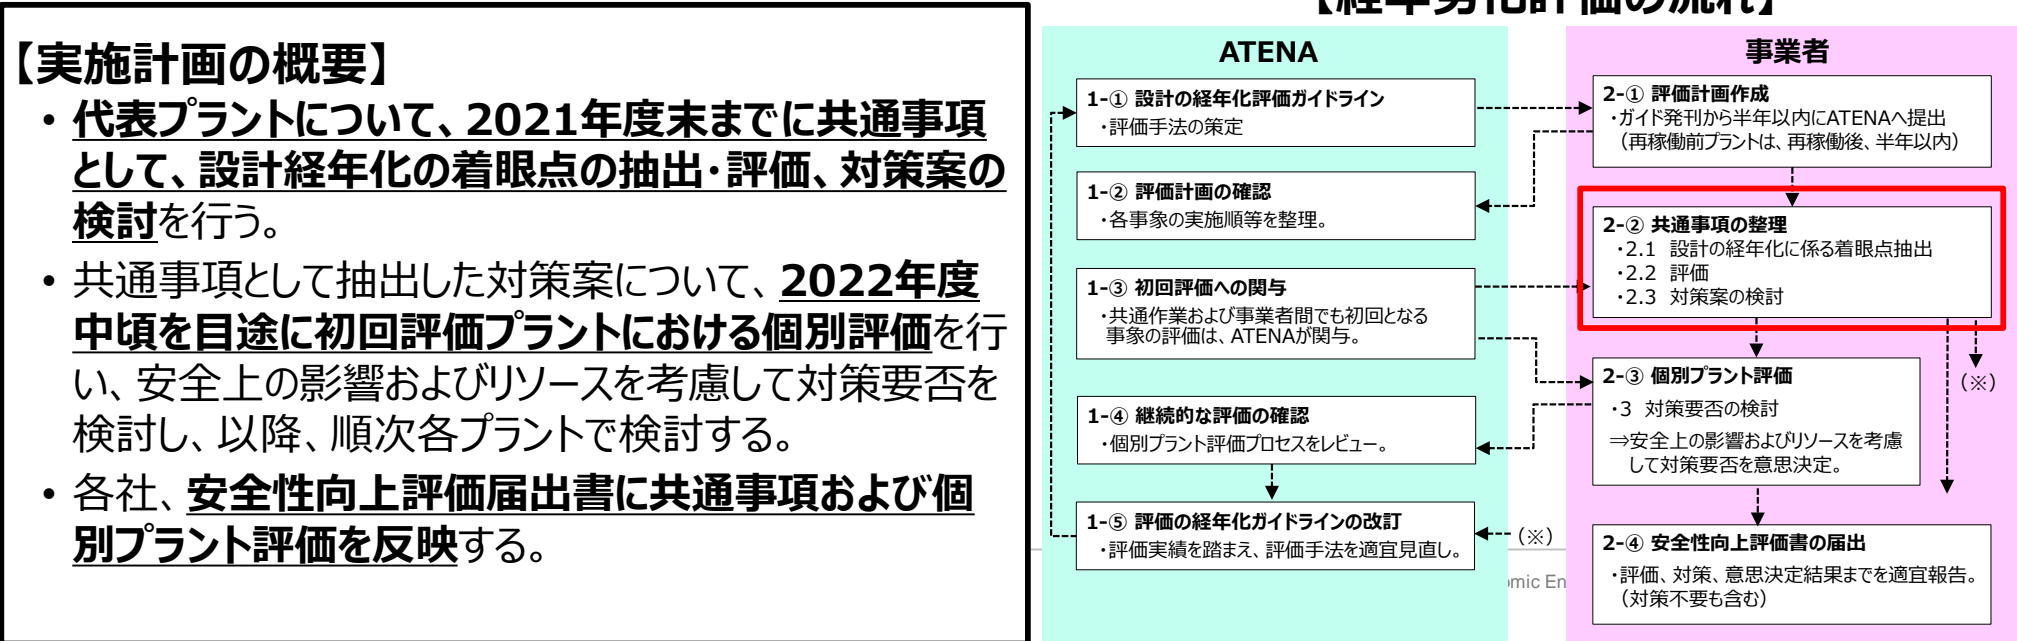 【実施計画の概要】
• 代表プラントについて、2021年度末までに共通事項
として、設計経年化の着眼点の抽出・評価、対策案の
検討を行う。
• 共通事項として抽出した対策案について、2022年度
中頃を目途に初回評価プラントにおける個別評価を行
い、安全上の影響およびリソースを考慮して対策要否を
検討し、以降、順次各プラントで検討する。
• 各社、安全性向上評価届出書に共通事項および個
別プラント評価を反映する。
【経年劣化評価の流れ】
ATENA
1-① 設計の経年化評価ガイドライン
・評価手法の策定
1-② 評価計画の確認
・各事象の実施順等を整理。
1-③ 初回評価への関与
・共通作業および事業者間でも初回となる
事象の評価は、ATENAが関与。
1-④ 継続的な評価の確認
・個別プラント評価プロセスをレビュー。
1-⑤ 評価の経年化ガイドラインの改訂
・評価実績を踏まえ、評価手法を適宜見直し。
（※）
事業者
2-① 評価計画作成
・ガイド発刊から半年以内にATENAへ提出
（再稼働前プラントは、再稼働後、半年以内）
2-② 共通事項の整理
・2.1 設計の経年化に係る着眼点抽出
・2.2 評価
・2.3 対策案の検討
（※）
2-③ 個別プラント評価
・3 対策要否の検討
⇒安全上の影響およびリソースを考慮
して対策要否を意思決定。
2-④ 安全性向上評価書の届出
・評価、対策、意思決定結果までを適宜報告。
（対策不要も含む）
omic En